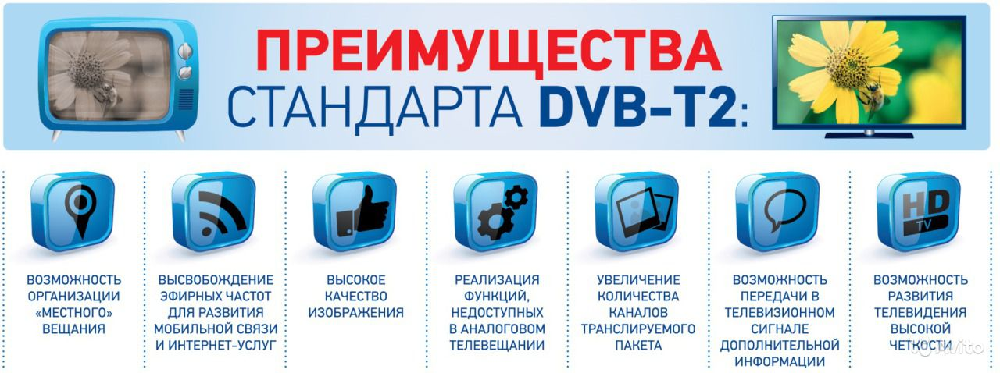 ПРЕИМУЩЕСТВА
СТАНДАРТА DVB-T2:
ВОЗМОЖНОСТЬ
ОРГАНИЗАЦИИ
«МЕСТНОГО»
ВЕЩАНИЯ
ВЫСВОБОЖДЕНИЕ
ЭФИРНЫХ ЧАСТОТ
ДЛЯ РАЗВИТИЯ
МОБИЛЬНОЙ СВЯЗИ
И ИНТЕРНЕТ-УСЛУГ
ВЫСОКОЕ
КАЧЕСТВО
ИЗОБРАЖЕНИЯ
РЕАЛИЗАЦИЯ
ФУНКЦИЙ,
НЕДОСТУПНЫХ
В АНАЛОГОВОМ
ТЕЛЕВЕЩАНИИ
УВЕЛИЧЕНИЕ
КОЛИЧЕСТВА
КАНАЛОВ
ТРАНСЛИРУЕМОГО
ПАКЕТА
ВОЗМОЖНОСТЬ
ПЕРЕДАЧИ В
ТЕЛЕВИЗИОННОМ
СИГНАЛЕ
ДОПОЛНИТЕЛЬНОЙ
ИНФОРМАЦИИ
HD
TV
ВОЗМОЖНОСТЬ
РАЗВИТИЯ
ТЕЛЕВИДЕНИЯ
ВЫСОКОЙ
ЧЕТКОСТИ
Avito